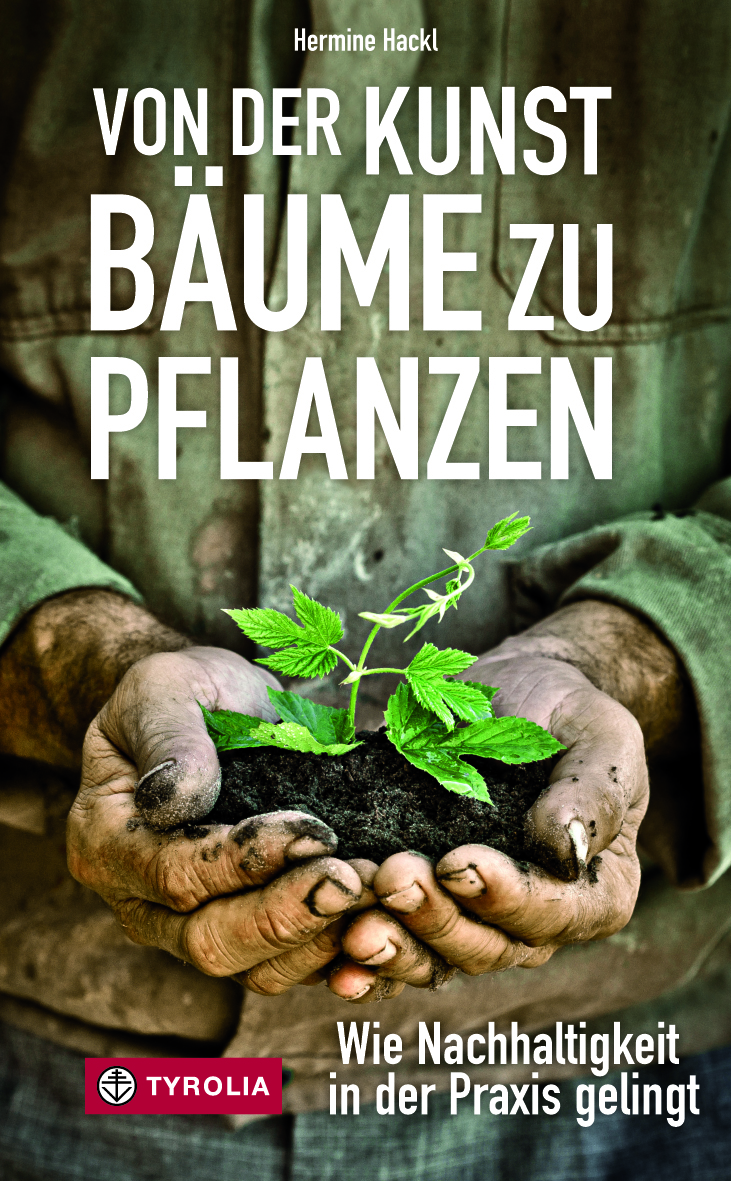 Hermine Hackl
VON DER KUNST
BÄUME ZU
PFLANZEN
Wie Nachhaltigkeit
in der Praxis gelingt
TYROLIA